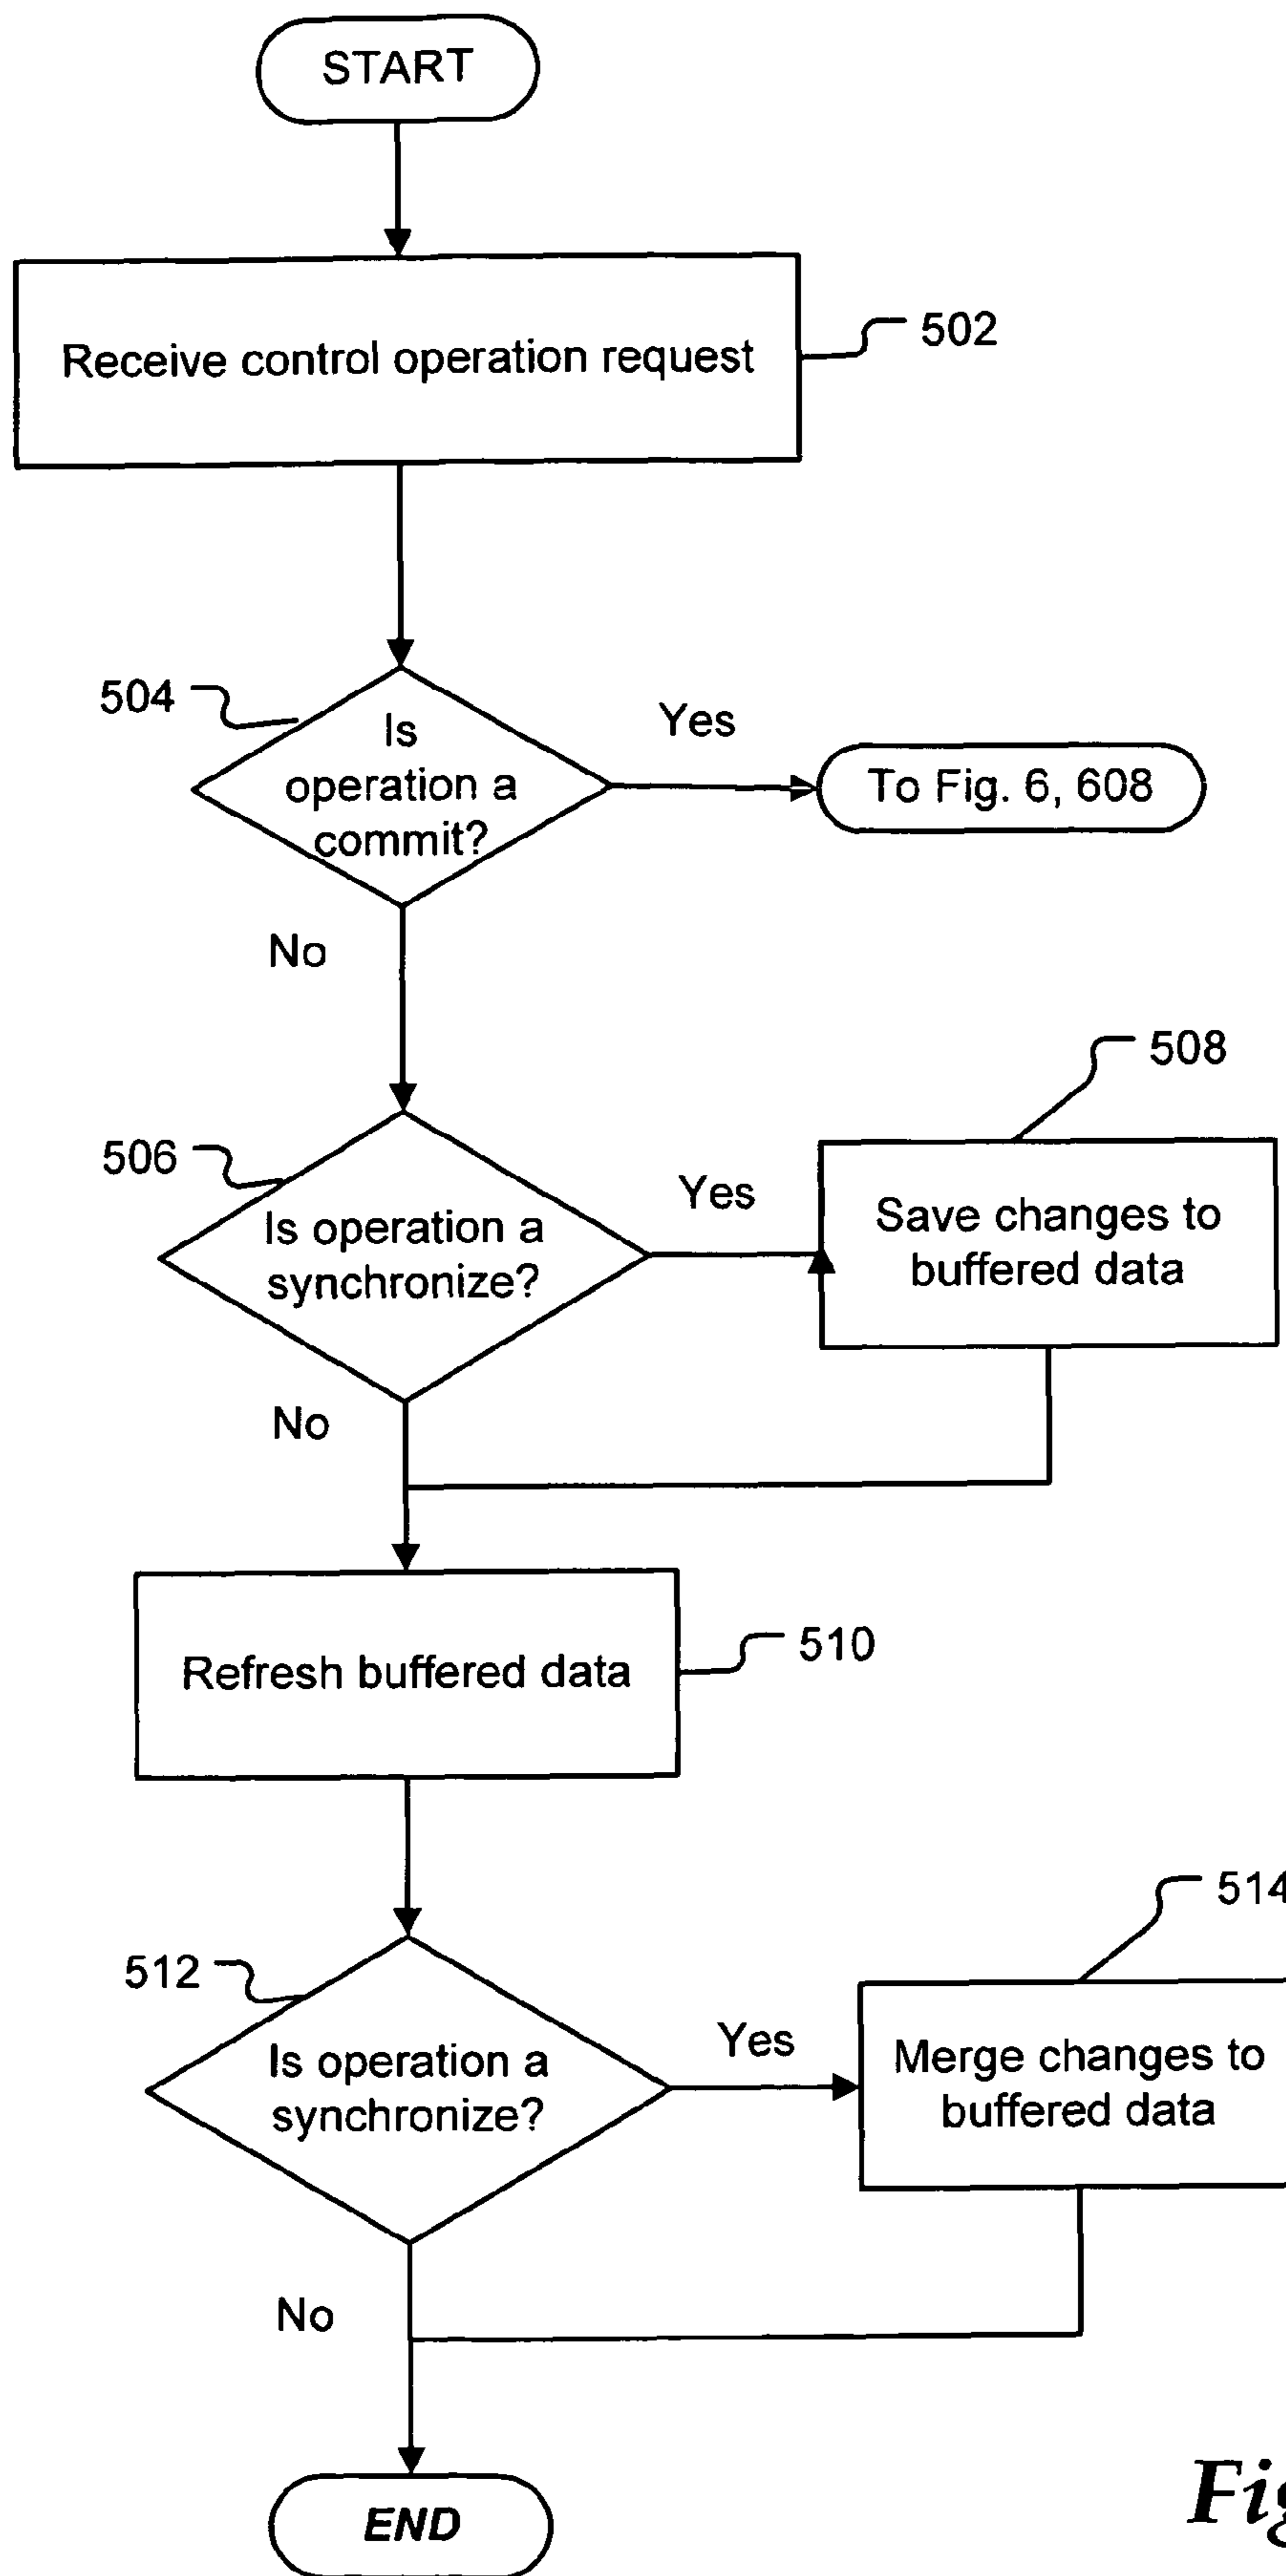 START
Receive control operation request
502
504
Is
operation a
commit?
Yes
To Fig. 6, 608
No
508
506
Is operation a
synchronize?
Yes
Save changes to
buffered data
No
Refresh buffered data
510
514
512
Is operation a
synchronize?
Yes
Merge changes to
buffered data
No
END